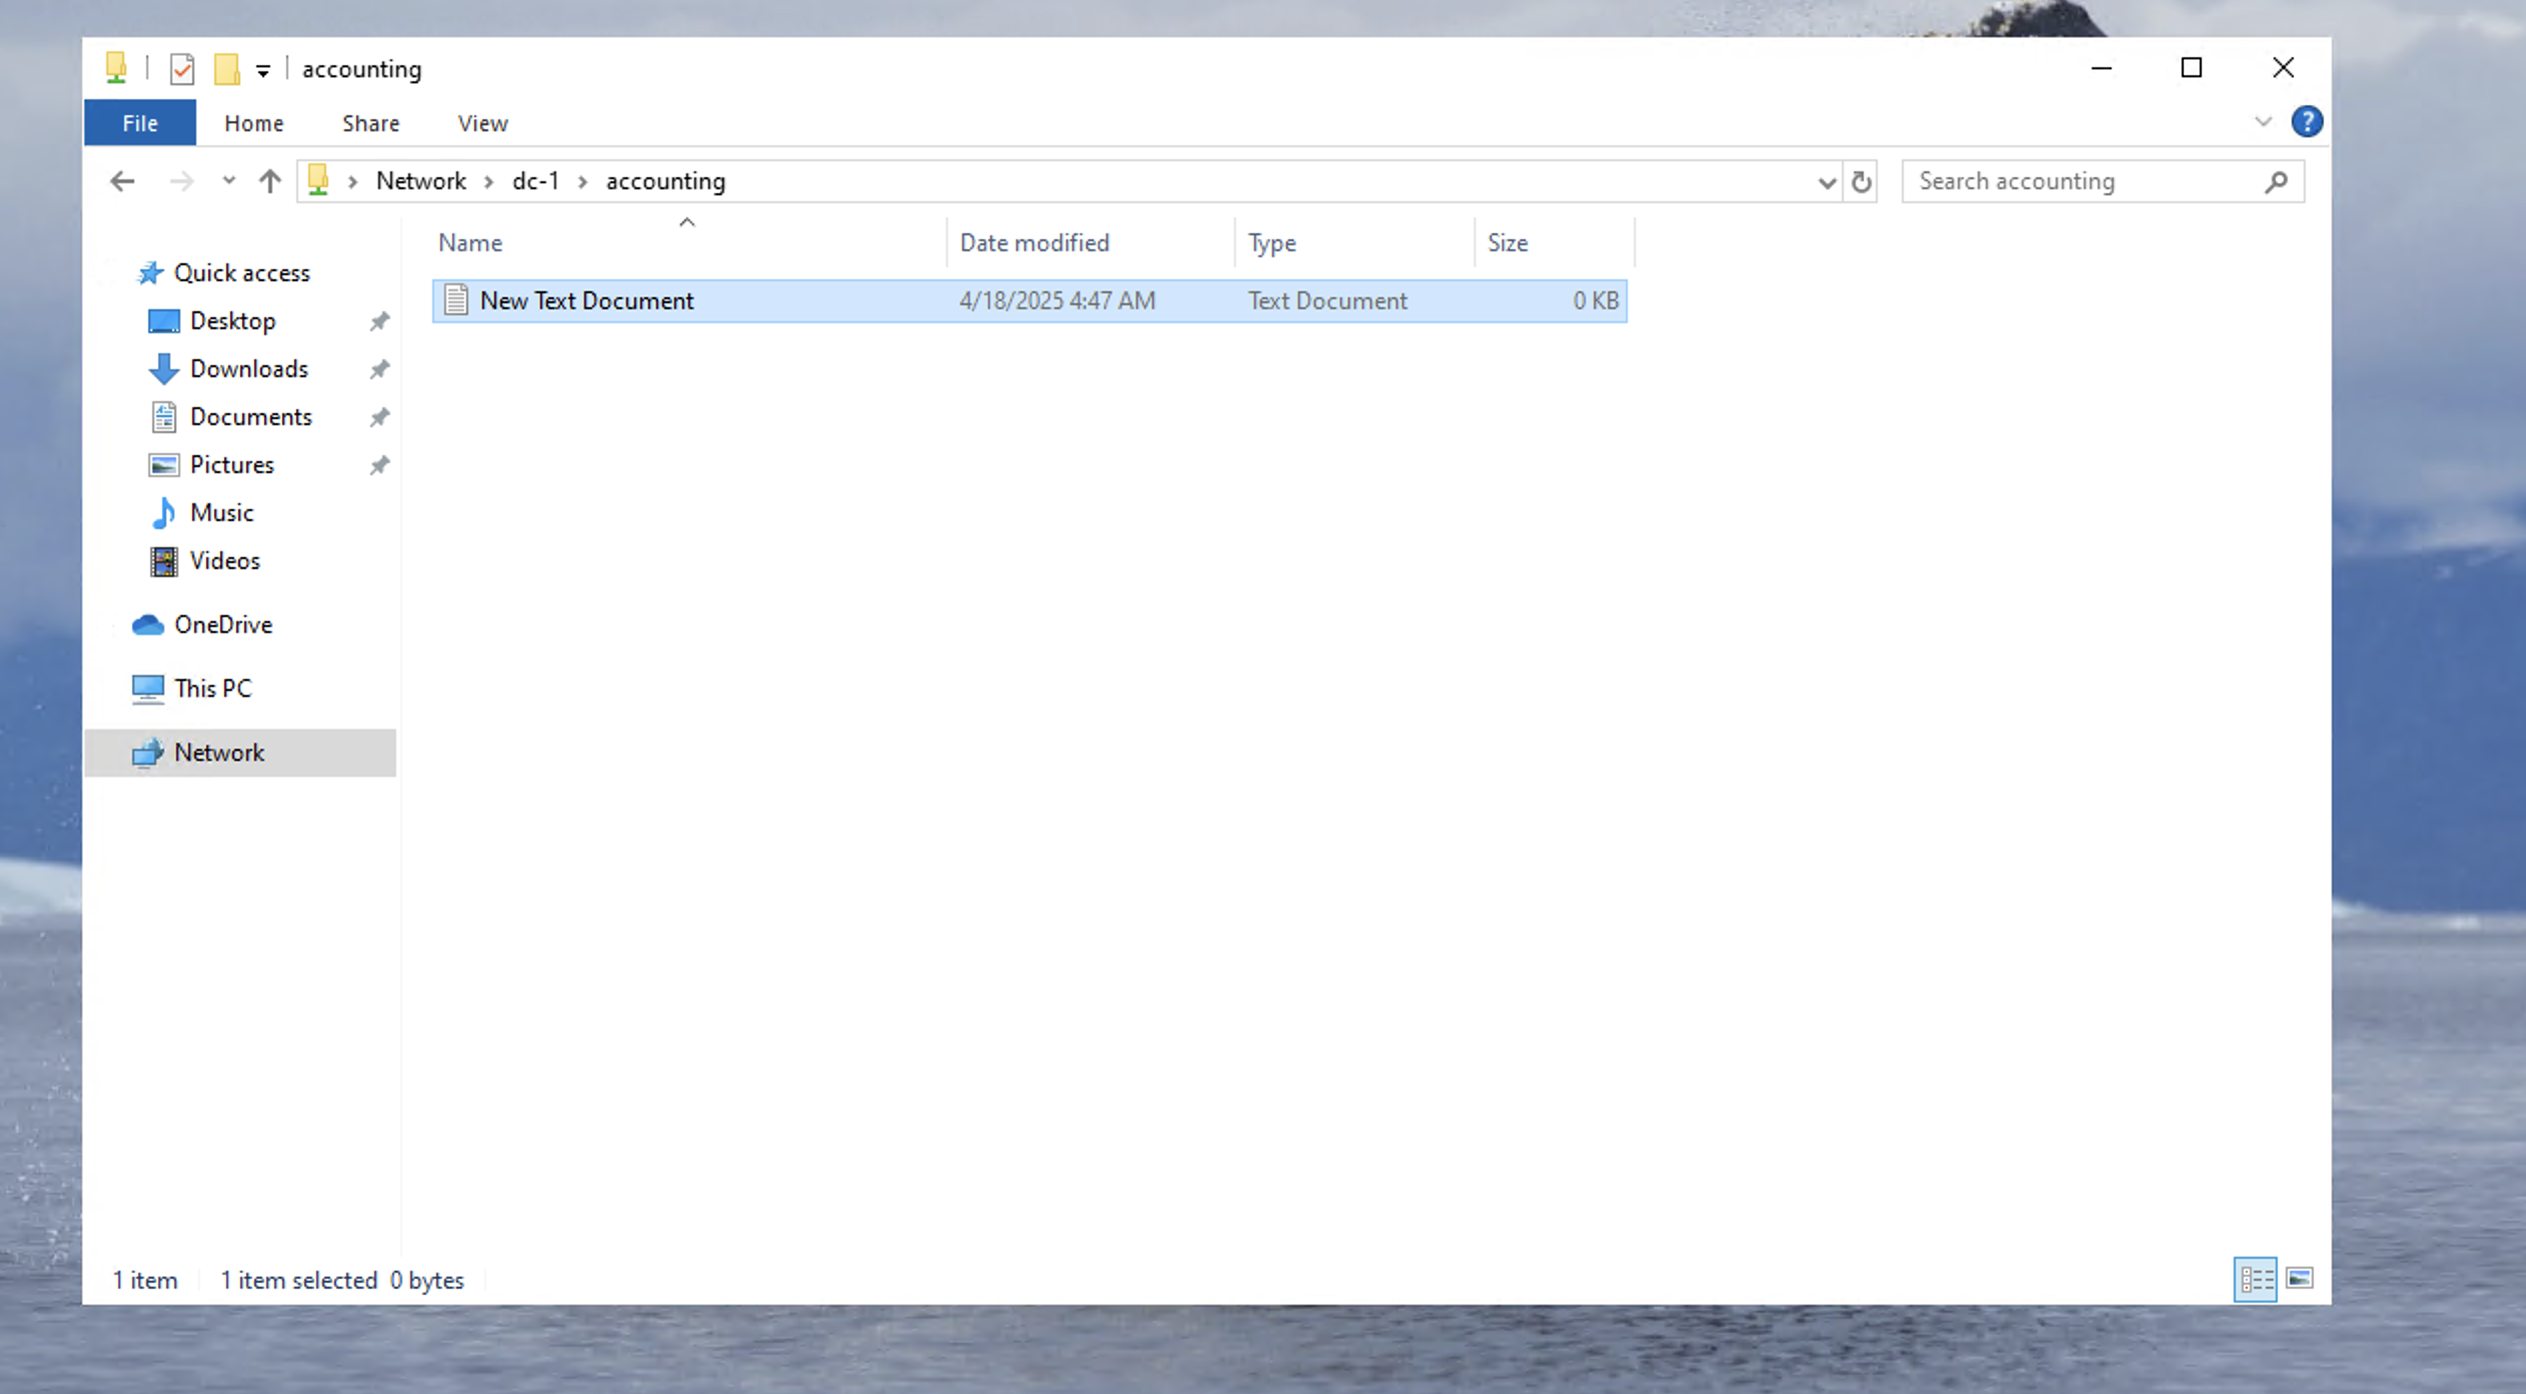 accounting
File Home Share View ?
Network dc-1 accounting
Search accounting
Name Date modified Type Size
New Text Document 4/18/2025 4:47 AM Text Document 0 KB
Quick access
Desktop
Downloads
Documents
Pictures
Music
Videos
OneDrive
This PC
Network
1 item 1 item selected 0 bytes